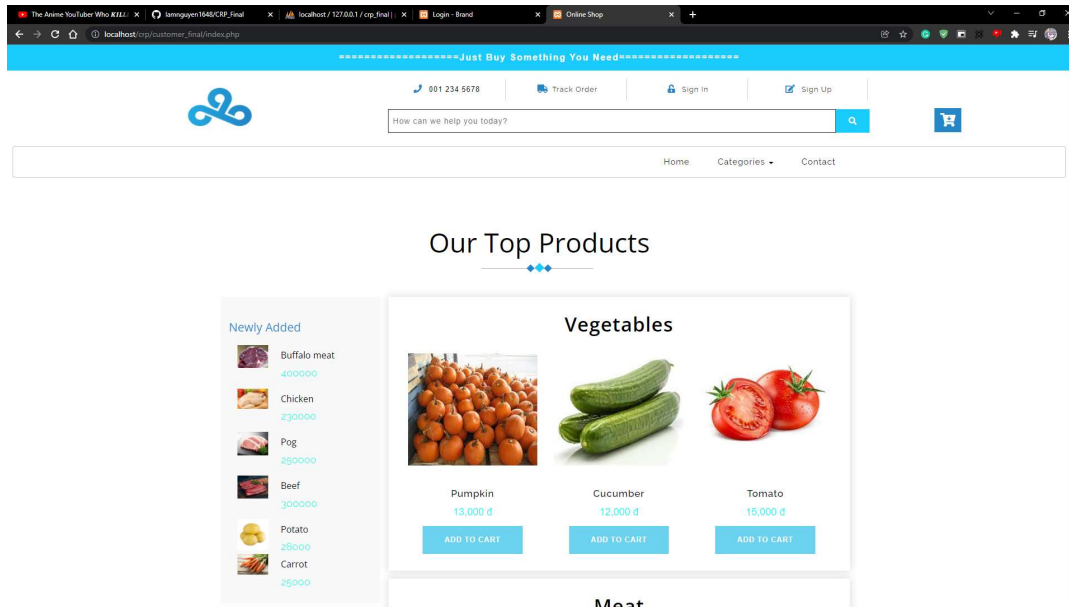 The Anime YouTuber Who KILL
lamnguyen1648/CRP_Final
localhost / 127.0.0.1 / crp_final |
Login - Brand
Online Shop
localhost/crp/customer_final/index.php
===================Just Buy Something You Need===================
001 234 5678
Track Order
Sign In
Sign Up
How can we help you today?
Home
Categories
Contact
Our Top Products
Newly Added
Buffalo meat
400000
Chicken
230000
Pog
250000
Beef
300000
Potato
26000
Carrot
25000
Vegetables
Pumpkin
Cucumber
Tomato
13,000 đ
12,000 đ
15,000 đ
ADD TO CART
ADD TO CART
ADD TO CART
Meat